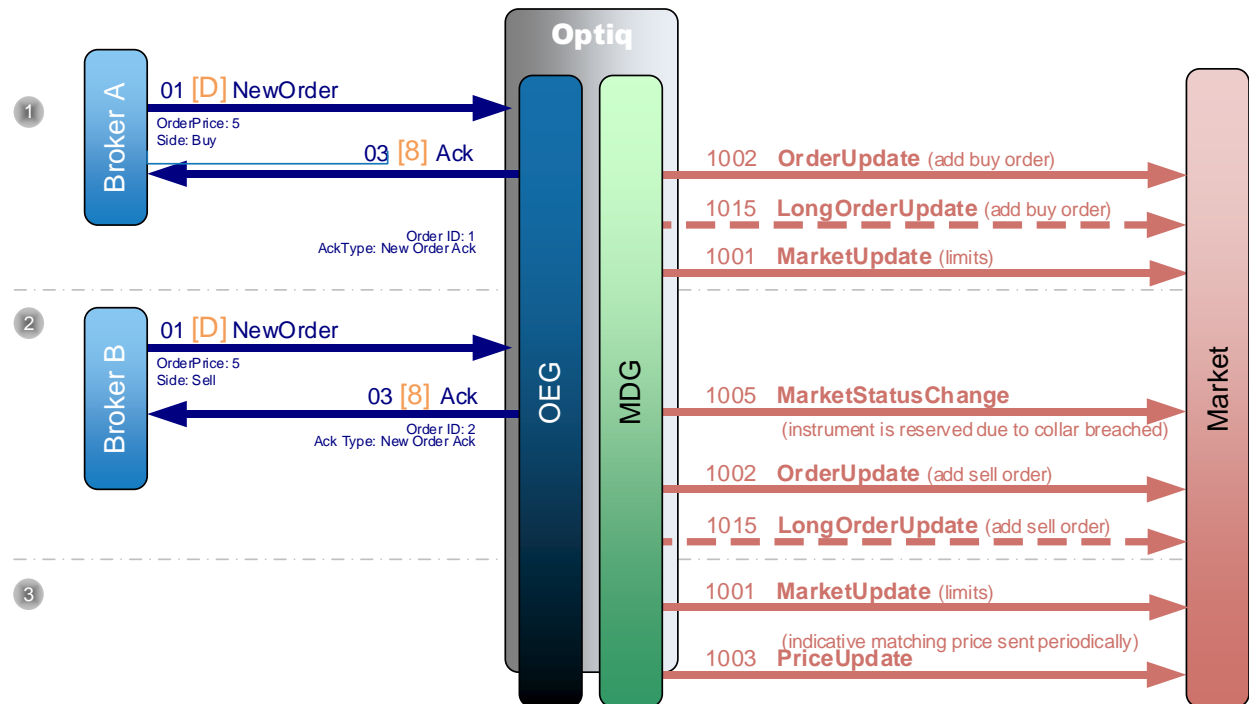 Optiq
1
Broker A
01 [D] NewOrder
OrderPrice: 5
Side: Buy
03 [8] Ack
Order ID: 1
AckType: New Order Ack
OEG
MDG
1002 OrderUpdate (add buy order)
1015 LongOrderUpdate (add buy order)
1001 MarketUpdate (limits)
Market
2
Broker B
01 [D] NewOrder
OrderPrice: 5
Side: Sell
03 [8] Ack
Order ID: 2
Ack Type: New Order Ack
1005 MarketStatusChange
(instrument is reserved due to collar breached)
1002 OrderUpdate (add sell order)
1015 LongOrderUpdate (add sell order)
3
1001 MarketUpdate (limits)
(indicative matching price sent periodically)
1003 PriceUpdate